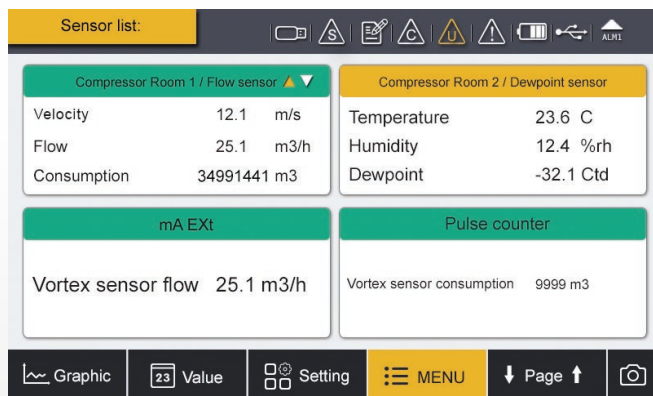 Sensor list:
S C U ! ALM1
Compressor Room 1 / Flow sensor
Velocity 12.1 m/s
Flow 25.1 m3/h
Consumption 34991441 m3
Compressor Room 2 / Dewpoint sensor
Temperature 23.6 C
Humidity 12.4 %rh
Dewpoint -32.1 Ctd
mA EXt
Vortex sensor flow 25.1 m3/h
Pulse counter
Vortex sensor consumption 9999 m3
Graphic 23 Value Setting MENU Page